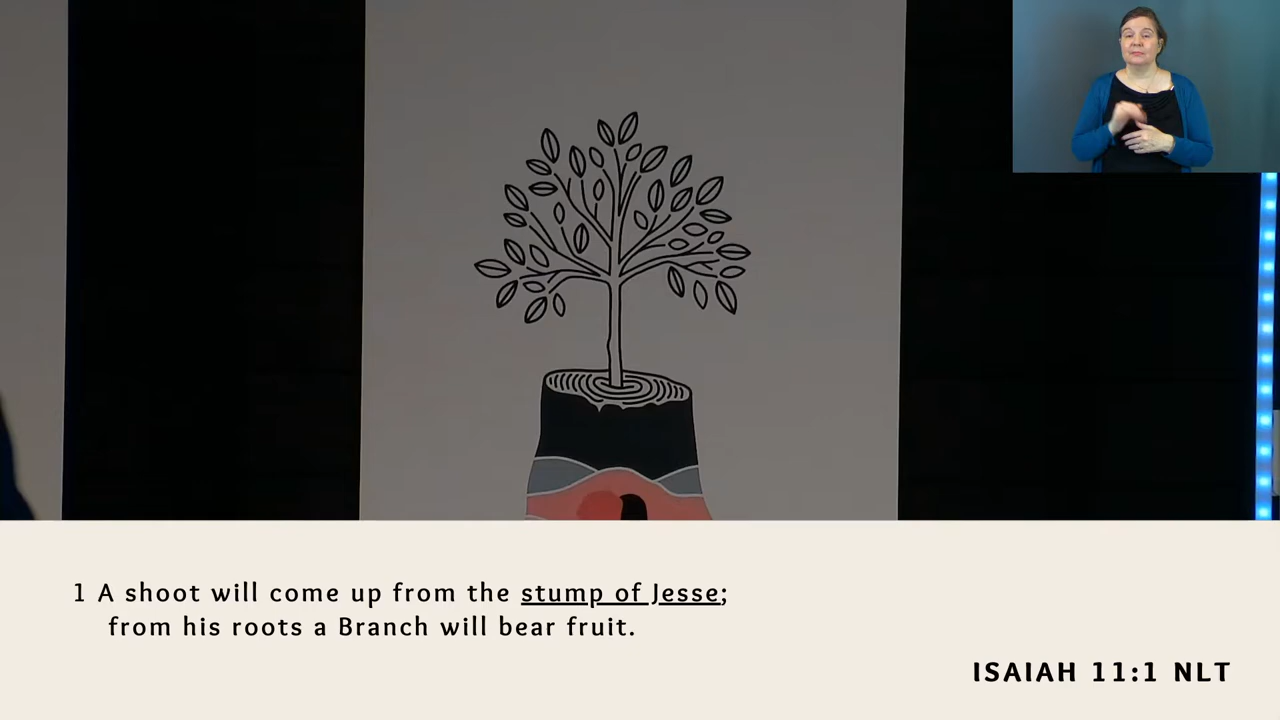 1 A shoot will come up from the stump of Jesse;
from his roots a Branch will bear fruit.
ISAIAH 11:1 NLT